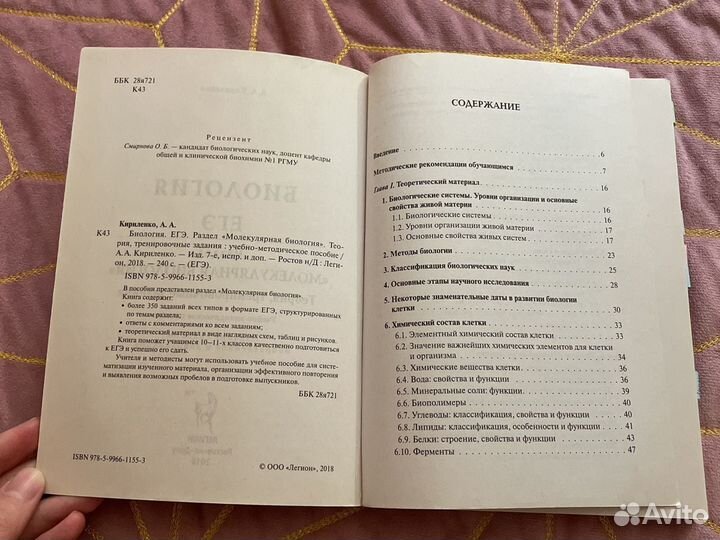 ББК 28я721
К43
Рецензент
Смирнова О. Б. — кандидат биологических наук, доцент кафедры
общей и клинической биохимии №1 РГМУ
Кириленко, А. А.
К43
Биология. ЕГЭ. Раздел «Молекулярная биология». Тео-
рия, тренировочные задания : учебно-методическое пособие /
А. А. Кириленко. — Изд. 7-е, испр. и доп. — Ростов н/Д : Леги-
он, 2018. — 240 с. — (ЕГЭ).
ISBN 978-5-9966-1155-3
В пособии представлен раздел «Молекулярная биология».
Книга содержит:
• более 350 заданий всех типов в формате ЕГЭ, структурированных
по темам раздела;
• ответы с комментариями ко всем заданиям;
• теоретический материал в виде наглядных схем, таблиц и рисунков.
Книга поможет учащимся 10—11-х классов качественно подготовиться
к ЕГЭ и успешно его сдать.
Учителя и методисты могут использовать учебное пособие для систе-
матизации изученного материала, организации эффективного повторения
и выявления возможных пробелов в подготовке выпускников.
ББК 28я721
ISBN 978-5-9966-1155-3
© ООО «Легион», 2018
СОДЕРЖАНИЕ
Введение 6
Методические рекомендации обучающимся 7
Глава I. Теоретический материал 16
1. Биологические системы. Уровни организации и основные
свойства живой материи 16
1.1. Биологические системы 16
1.2. Уровни организации живой материи 17
1.3. Основные свойства живых систем 17
2. Методы биологии 23
3. Классификация биологических наук 25
4. Основные этапы научного исследования 28
5. Некоторые знаменательные даты в развитии биологии
клетки 30
6. Химический состав клетки 33
6.1. Элементный химический состав клетки 33
6.2. Значение важнейших химических элементов для клетки
и организма 34
6.3. Химические вещества клетки 36
6.4. Вода: свойства и функции 36
6.5. Минеральные соли: функции 39
6.6. Биополимеры 40
6.7. Углеводы: классификация, свойства и функции 40
6.8. Липиды: классификация, особенности и функции 41
6.9. Белки: строение, свойства и функции 43
6.10. Ферменты 47
Avito